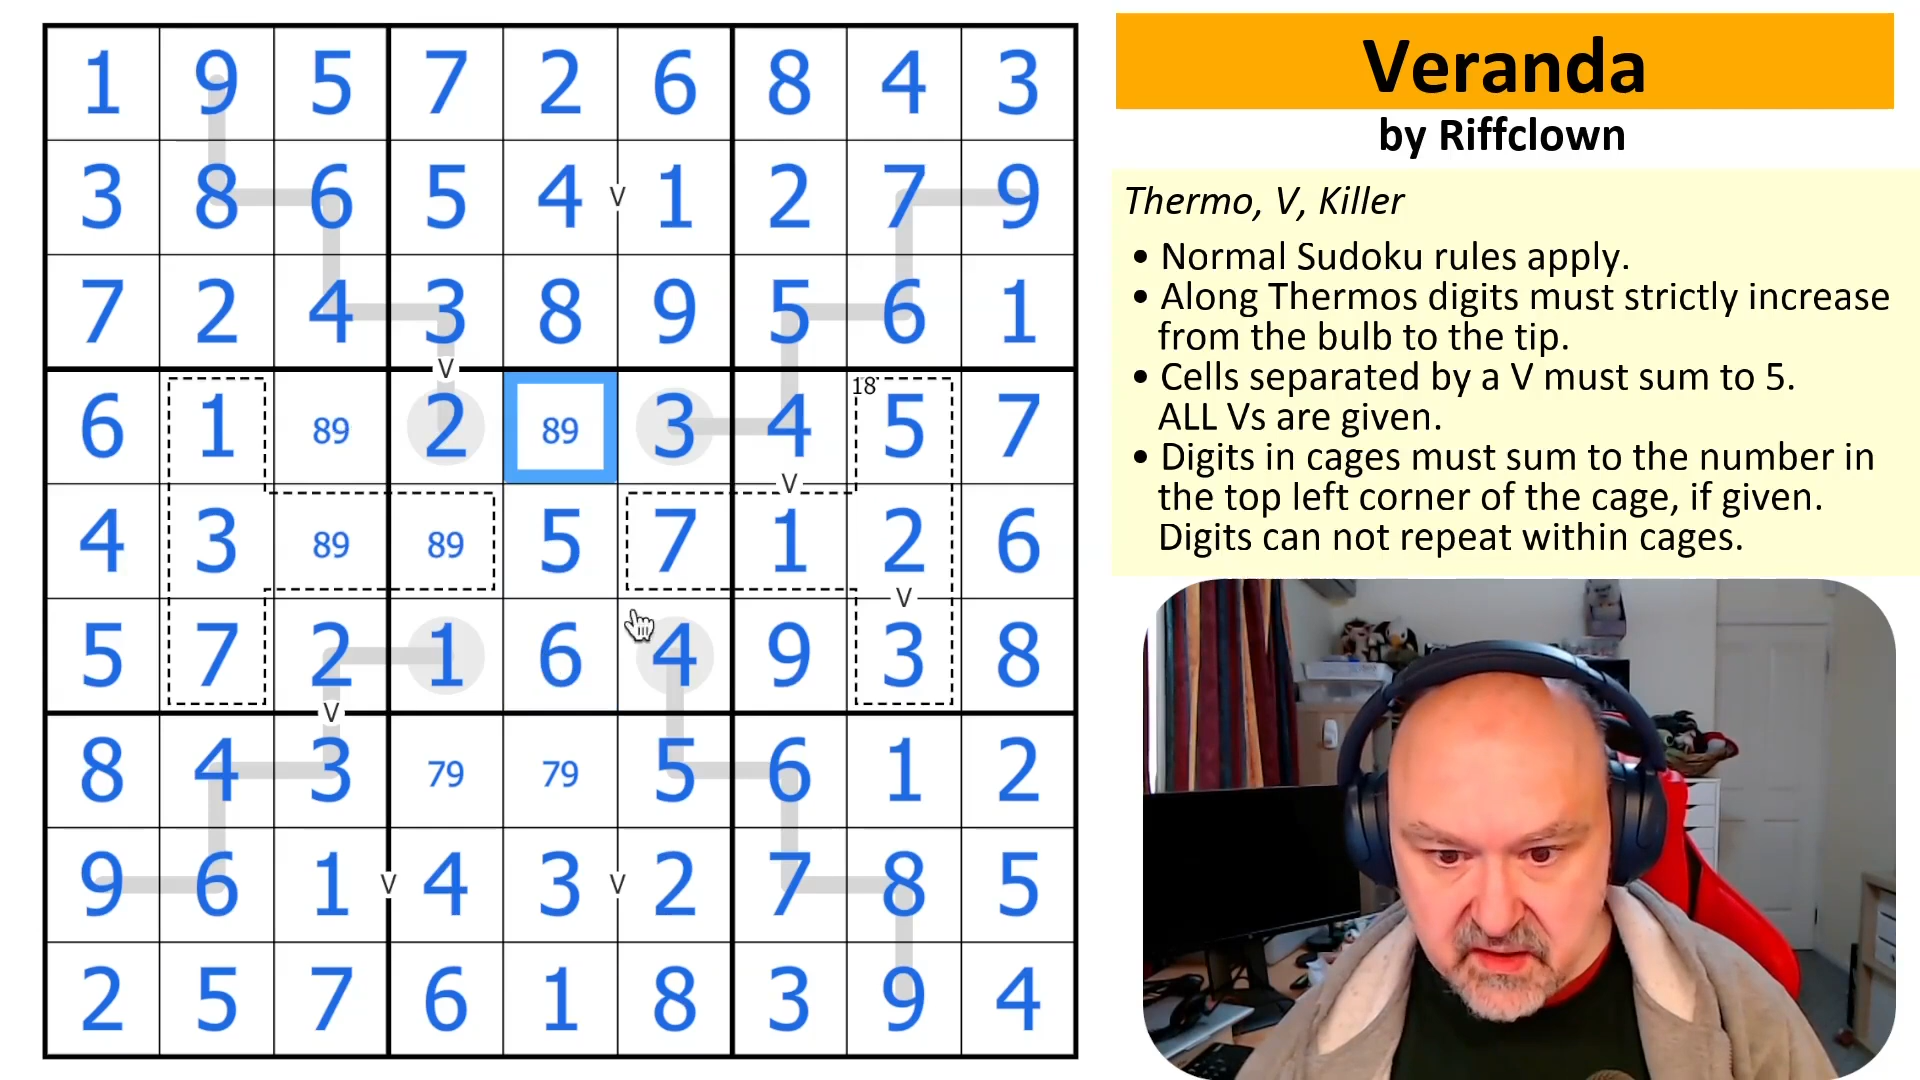 Veranda
by Riffclown
Thermo, V, Killer
• Normal Sudoku rules apply.
• Along Thermos digits must strictly increase
from the bulb to the tip.
• Cells separated by a V must sum to 5.
ALL Vs are given.
• Digits in cages must sum to the number in
the top left corner of the cage, if given.
Digits can not repeat within cages.
1 9 5 7 2 6 8 4 3
3 8 6 5 4 V 1 2 7 9
7 2 4 3 8 9 5 6 1
V
18
6 1 89 2 89 3 4 5 7
V
4 3 89 89 5 7 1 2 6
V
5 7 2 1 6 4 9 3 8
V
8 4 3 79 79 5 6 1 2
9 6 1 V 4 3 V 2 7 8 5
2 5 7 6 1 8 3 9 4